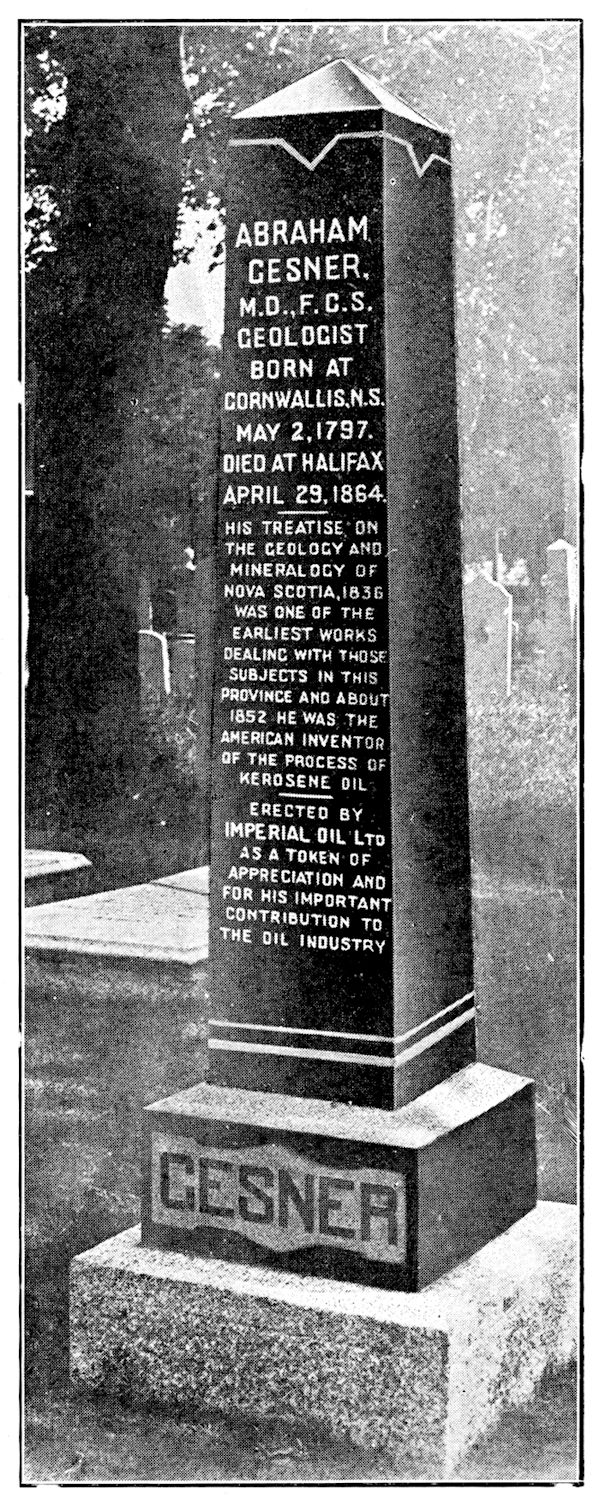 ABRAHAM
GESNER,
M.D., F.G.S.
GEOLOGIST
BORN AT
CORNWALLIS, N.S.
MAY 2, 1797.
DIED AT HALIFAX
APRIL 29, 1864.
HIS TREATISE ON
THE GEOLOGY AND
MINERALOGY OF
NOVA SCOTIA, 1836
WAS ONE OF THE
EARLIEST WORKS
DEALING WITH THOSE
SUBJECTS IN THIS
PROVINCE AND ABOUT
1852 HE WAS THE
AMERICAN INVENTOR
OF THE PROCESS OF
KEROSENE OIL
ERECTED BY
IMPERIAL OIL LTD
AS A TOKEN OF
APPRECIATION AND
FOR HIS IMPORTANT
CONTRIBUTION TO
THE OIL INDUSTRY
GESNER